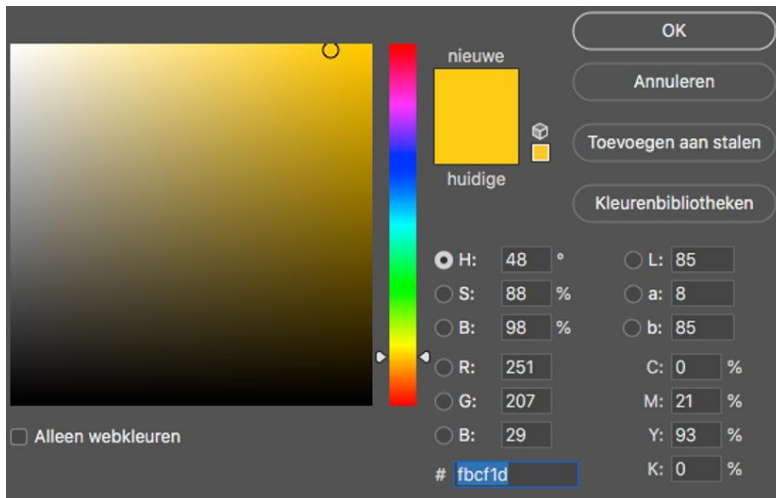 nieuwe
huidige
OK
Annuleren
Toevoegen aan stalen
Kleurenbibliotheken
H: 48 °
S: 88 %
B: 98 %
R: 251
G: 207
B: 29
# fbcf1d
L: 85
a: 8
b: 85
C: 0 %
M: 21 %
Y: 93 %
K: 0 %
Alleen webkleuren